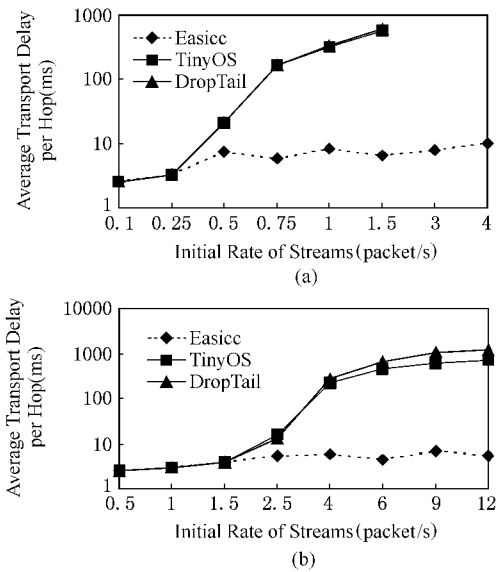 1000
100
10
1
Average Transport Delay
per Hop(ms)
Easicc
TinyOS
DropTail
0.1 0.25 0.5 0.75 1 1.5 3 4
Initial Rate of Streams(packet/s)
(a)
10000
1000
100
10
1
Average Transport Delay
per Hop(ms)
Easicc
TinyOS
DropTail
0.5 1 1.5 2.5 4 6 9 12
Initial Rate of Streams(packet/s)
(b)